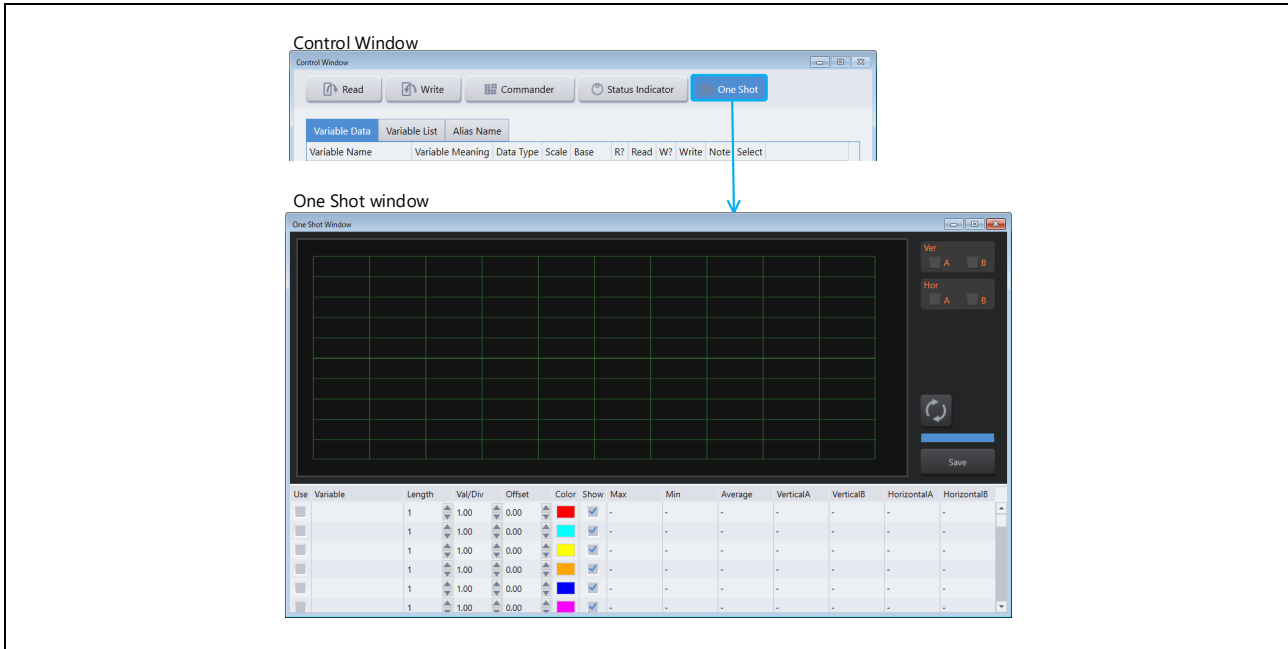 Control Window
Control Window
Read Write Commander Status Indicator One Shot
Variable Data Variable List Alias Name
Variable Name Variable Meaning Data Type Scale Base R? Read W? Write Note Select
One Shot window
One Shot Window
Ver
A B
Hor
A B
Save
Use Variable Length Val/Div Offset Color Show Max Min Average VerticalA VerticalB HorizontalA HorizontalB
1 1.00 0.00 - - - - - - -
1 1.00 0.00 - - - - - - -
1 1.00 0.00 - - - - - - -
1 1.00 0.00 - - - - - - -
1 1.00 0.00 - - - - - - -
1 1.00 0.00 - - - - - - -